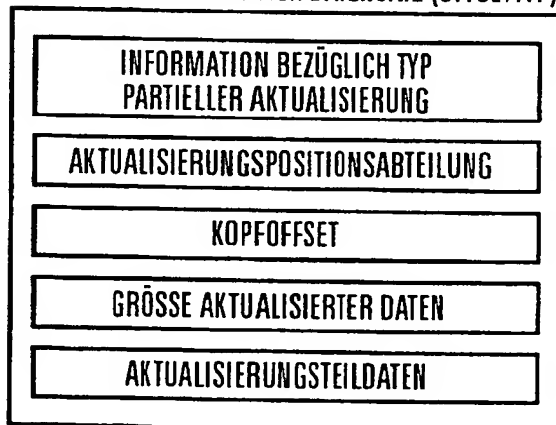 INFORMATION BEZÜGLICH TYP
PARTIELLER AKTUALISIERUNG
AKTUALISIERUNGSPOSITIONSABTEILUNG
KOPFOFFSET
GRÖSSE AKTUALISIERTER DATEN
AKTUALISIERUNGSTEILDATEN